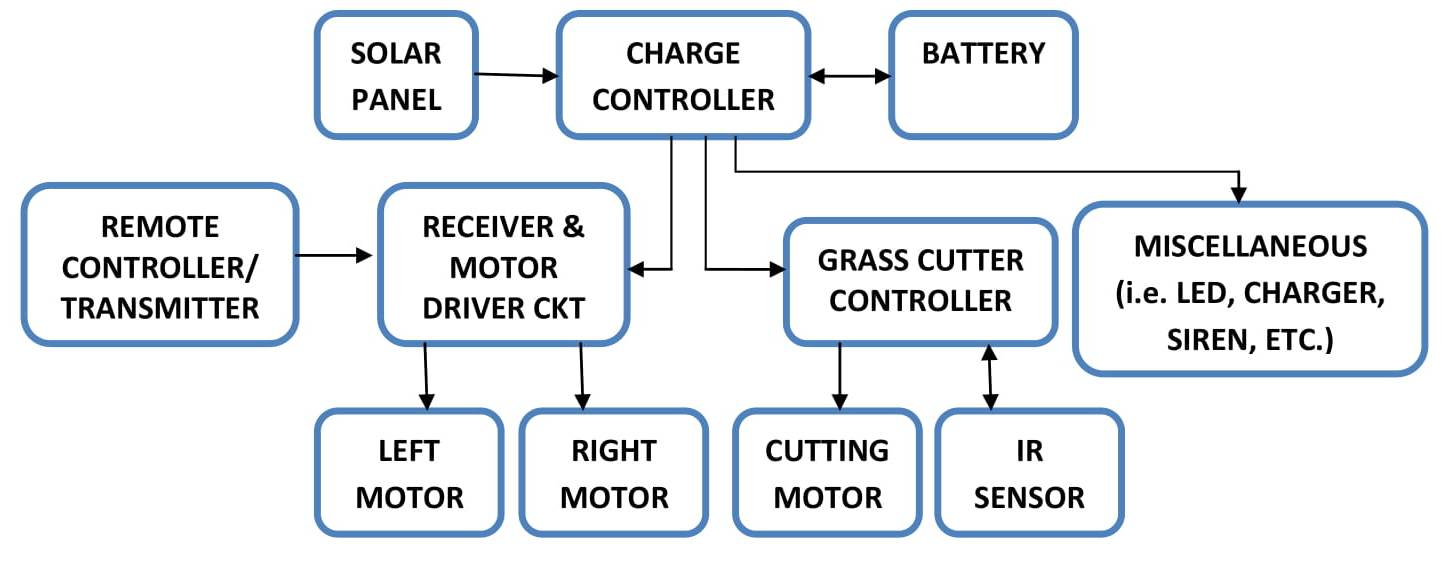 SOLAR
PANEL
CHARGE
CONTROLLER
BATTERY
REMOTE
CONTROLLER/
TRANSMITTER
RECEIVER &
MOTOR
DRIVER CKT
GRASS CUTTER
CONTROLLER
MISCELLANEOUS
(i.e. LED, CHARGER,
SIREN, ETC.)
LEFT
MOTOR
RIGHT
MOTOR
CUTTING
MOTOR
IR
SENSOR